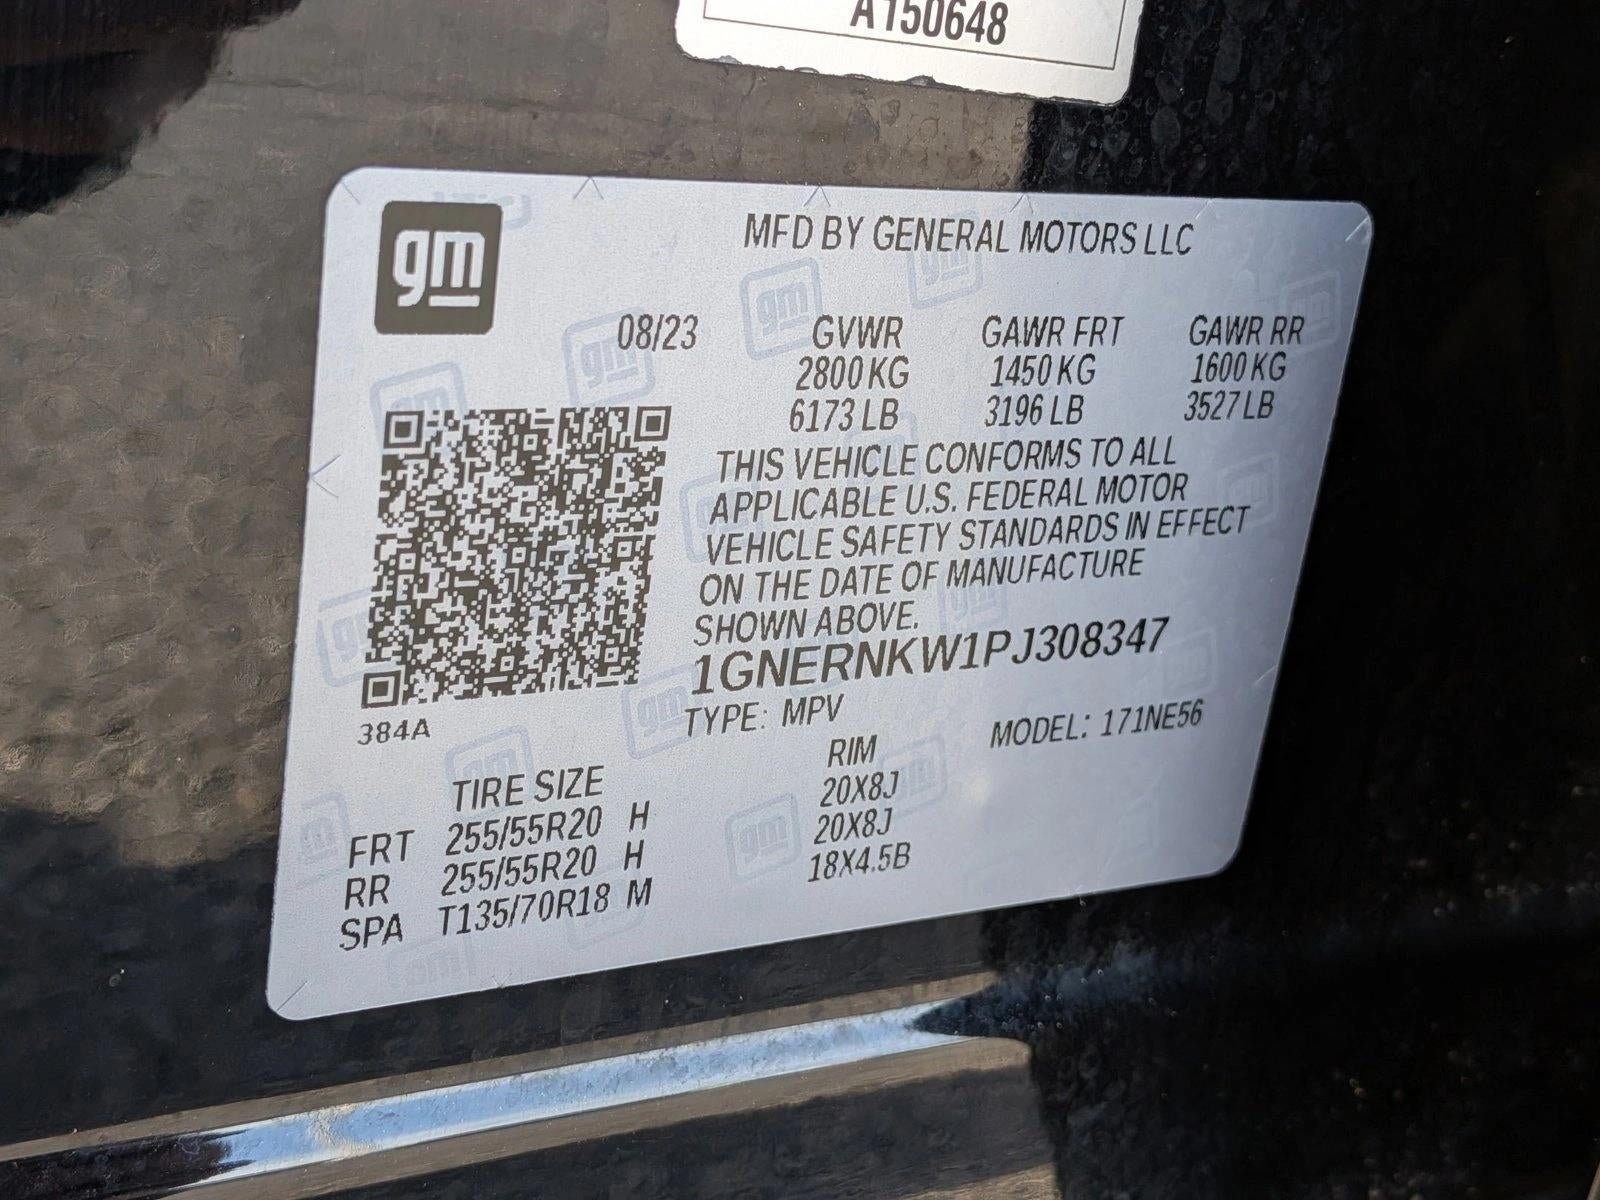 A150648
gm
MFD BY GENERAL MOTORS LLC
08/23 GVWR GAWR FRT GAWR RR
2800 KG 1450 KG 1600 KG
6173 LB 3196 LB 3527 LB
THIS VEHICLE CONFORMS TO ALL
APPLICABLE U.S. FEDERAL MOTOR
VEHICLE SAFETY STANDARDS IN EFFECT
ON THE DATE OF MANUFACTURE
SHOWN ABOVE.
1GNERNKW1PJ308347
384A
TYPE: MPV MODEL: 171NE56
TIRE SIZE RIM
FRT 255/55R20 H 20X8J
RR 255/55R20 H 20X8J
SPA T135/70R18 M 18X4.5B